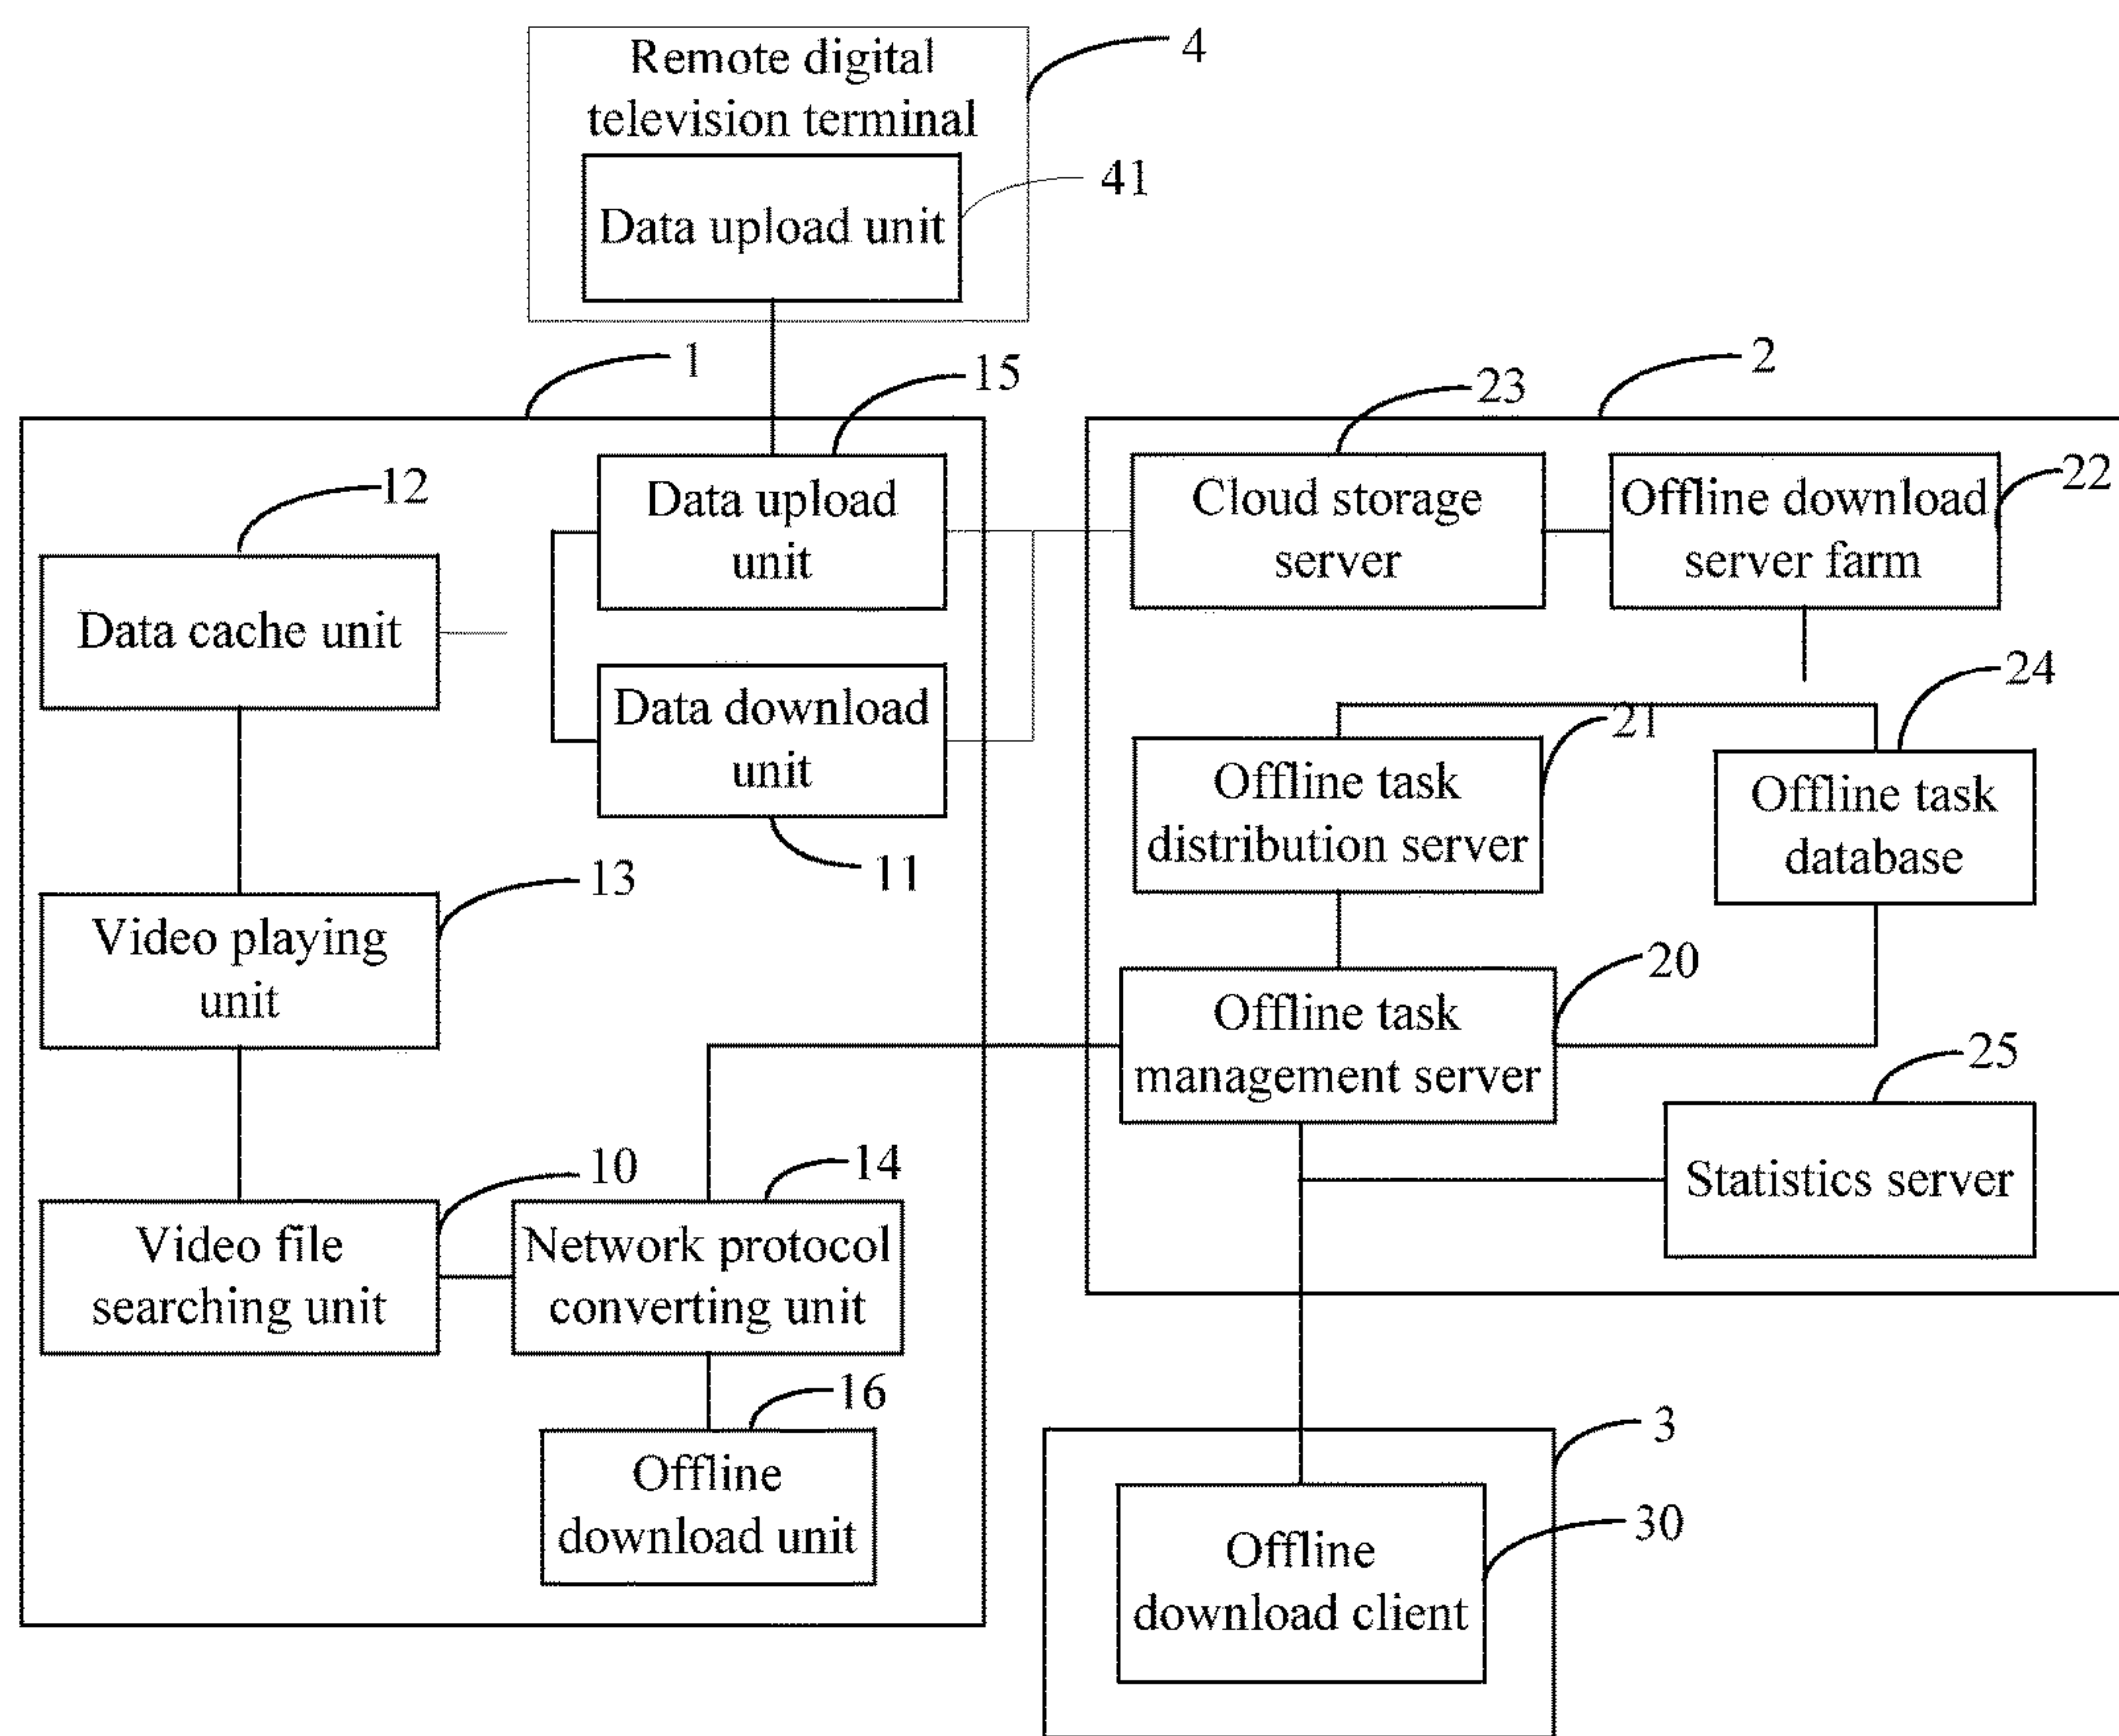 Remote digital
television terminal
4
Data upload unit
41
1
15
Data upload
unit
12
Data cache unit
Data download
unit
11
13
Video playing
unit
10
Video file
searching unit
14
Network protocol
converting unit
16
Offline
download unit
2
23
Cloud storage
server
Offline download
server farm
22
21
24
Offline task
distribution server
Offline task
database
20
Offline task
management server
25
Statistics server
3
30
Offline
download client